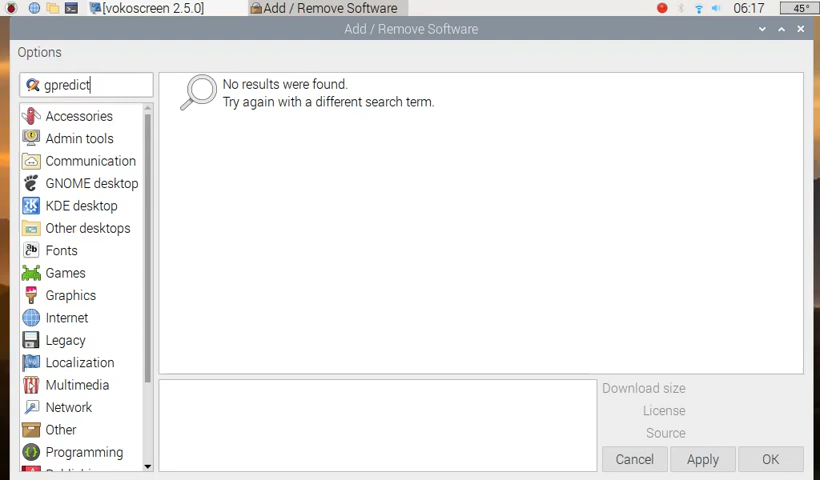 [vokoscreen 2.5.0]
Add / Remove Software
06:17
45°
Add / Remove Software
Options
gpredict
No results were found.
Try again with a different search term.
Accessories
Admin tools
Communication
GNOME desktop
KDE desktop
Other desktops
Fonts
Games
Graphics
Internet
Legacy
Localization
Multimedia
Network
Other
Programming
Download size
License
Source
Cancel
Apply
OK